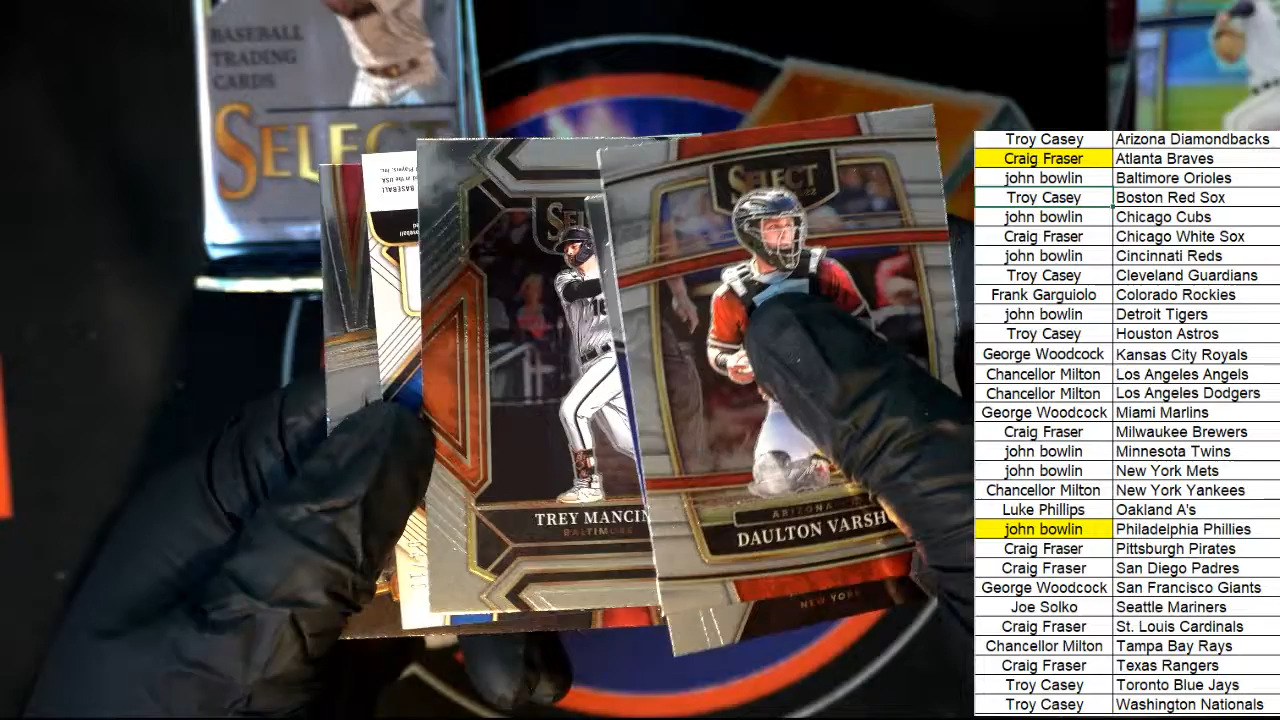 BASEBALL
TRADING
CARDS
SELECT
BASEBALL
SELECT
TREY MANCIN
BALTIMORE
ARIZONA
DAULTON VARSH
NEW YORK
Troy Casey Arizona Diamondbacks
Craig Fraser Atlanta Braves
john bowlin Baltimore Orioles
Troy Casey Boston Red Sox
john bowlin Chicago Cubs
Craig Fraser Chicago White Sox
john bowlin Cincinnati Reds
Troy Casey Cleveland Guardians
Frank Garguiolo Colorado Rockies
john bowlin Detroit Tigers
Troy Casey Houston Astros
George Woodcock Kansas City Royals
Chancellor Milton Los Angeles Angels
Chancellor Milton Los Angeles Dodgers
George Woodcock Miami Marlins
Craig Fraser Milwaukee Brewers
john bowlin Minnesota Twins
john bowlin New York Mets
Chancellor Milton New York Yankees
Luke Phillips Oakland A's
john bowlin Philadelphia Phillies
Craig Fraser Pittsburgh Pirates
Craig Fraser San Diego Padres
George Woodcock San Francisco Giants
Joe Solko Seattle Mariners
Craig Fraser St. Louis Cardinals
Chancellor Milton Tampa Bay Rays
Craig Fraser Texas Rangers
Troy Casey Toronto Blue Jays
Troy Casey Washington Nationals